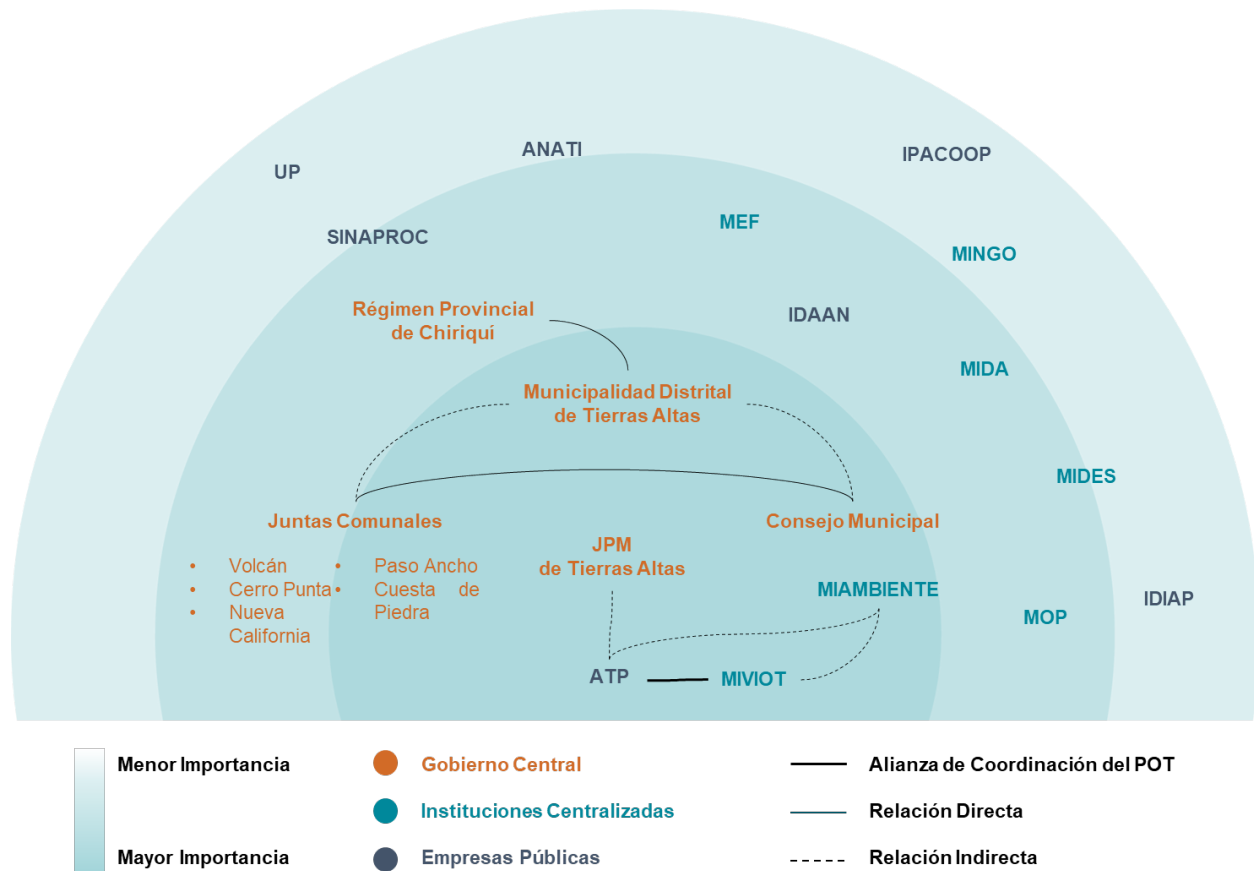 UP
ANATI
IPACOOP
SINAPROC
MEF
MINGO
Régimen Provincial
de Chiriquí
IDAAN
MIDA
Municipalidad Distrital
de Tierras Altas
MIDES
Juntas Comunales
Consejo Municipal
JPM
de Tierras Altas
• Volcán
• Cerro Punta
• Nueva
California
• Paso Ancho
• Cuesta de
Piedra
MIAMBIENTE
MOP
IDIAP
ATP
MIVIOT
Menor Importancia
Mayor Importancia
Gobierno Central
Instituciones Centralizadas
Empresas Públicas
Alianza de Coordinación del POT
Relación Directa
Relación Indirecta